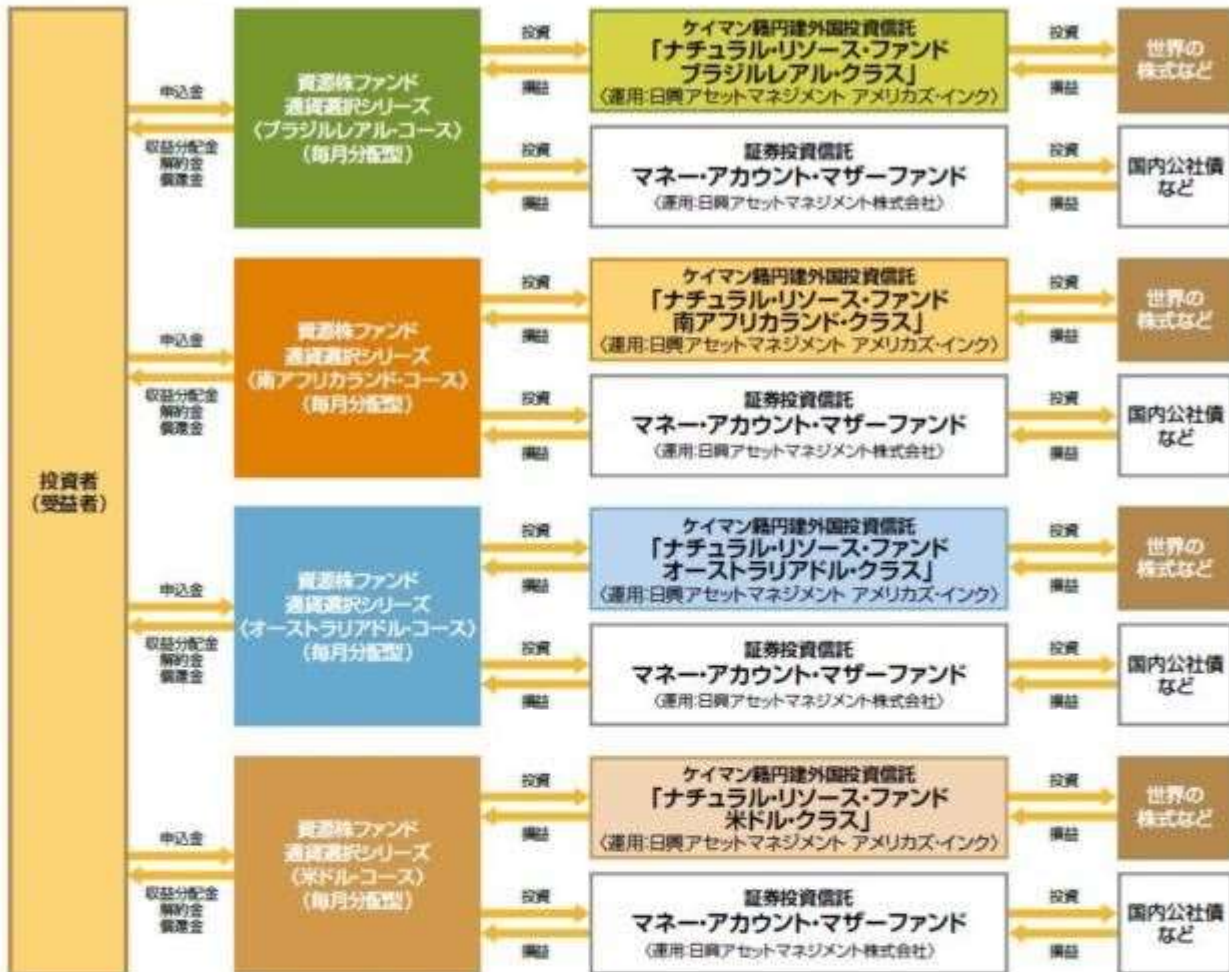 投資者
(受益者)
申込金
収益分配金
解約金
償還金
資源株ファンド
通貨選択シリーズ
〈ブラジルレアル・コース〉
(毎月分配型)
投資
損益
ケイマン籍円建外国投資信託
「ナチュラル・リソース・ファンド
ブラジルレアル・クラス」
〈運用:日興アセットマネジメント アメリカズ・インク〉
投資
損益
世界の
株式など
投資
損益
証券投資信託
マネー・アカウント・マザーファンド
〈運用:日興アセットマネジメント株式会社〉
投資
損益
国内公社債
など
申込金
収益分配金
解約金
償還金
資源株ファンド
通貨選択シリーズ
〈南アフリカランド・コース〉
(毎月分配型)
投資
損益
ケイマン籍円建外国投資信託
「ナチュラル・リソース・ファンド
南アフリカランド・クラス」
〈運用:日興アセットマネジメント アメリカズ・インク〉
投資
損益
世界の
株式など
投資
損益
証券投資信託
マネー・アカウント・マザーファンド
〈運用:日興アセットマネジメント株式会社〉
投資
損益
国内公社債
など
申込金
収益分配金
解約金
償還金
資源株ファンド
通貨選択シリーズ
〈オーストラリアドル・コース〉
(毎月分配型)
投資
損益
ケイマン籍円建外国投資信託
「ナチュラル・リソース・ファンド
オーストラリアドル・クラス」
〈運用:日興アセットマネジメント アメリカズ・インク〉
投資
損益
世界の
株式など
投資
損益
証券投資信託
マネー・アカウント・マザーファンド
〈運用:日興アセットマネジメント株式会社〉
投資
損益
国内公社債
など
申込金
収益分配金
解約金
償還金
資源株ファンド
通貨選択シリーズ
〈米ドル・コース〉
(毎月分配型)
投資
損益
ケイマン籍円建外国投資信託
「ナチュラル・リソース・ファンド
米ドル・クラス」
〈運用:日興アセットマネジメント アメリカズ・インク〉
投資
損益
世界の
株式など
投資
損益
証券投資信託
マネー・アカウント・マザーファンド
〈運用:日興アセットマネジメント株式会社〉
投資
損益
国内公社債
など